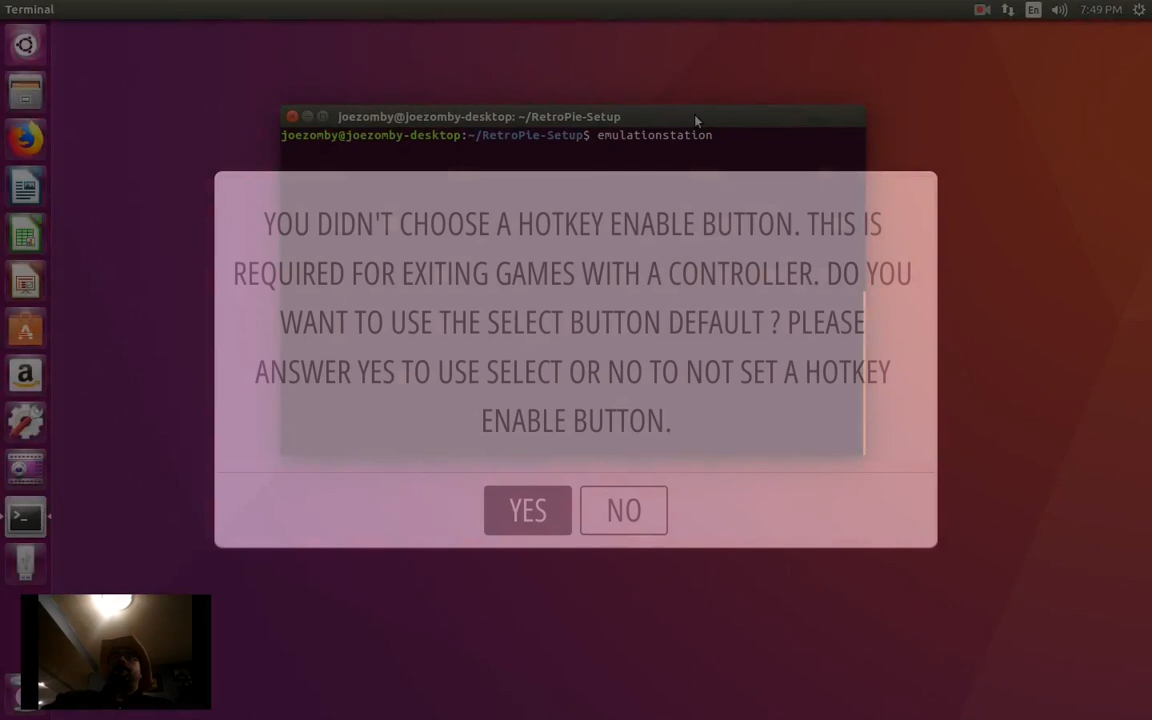 Terminal
En
7:49 PM
joezomby@joezomby-desktop: ~/RetroPie-Setup
joezomby@joezomby-desktop:~/RetroPie-Setup$ emulationstation
YOU DIDN'T CHOOSE A HOTKEY ENABLE BUTTON. THIS IS
REQUIRED FOR EXITING GAMES WITH A CONTROLLER. DO YOU
WANT TO USE THE SELECT BUTTON DEFAULT ? PLEASE
ANSWER YES TO USE SELECT OR NO TO NOT SET A HOTKEY
ENABLE BUTTON.
YES
NO